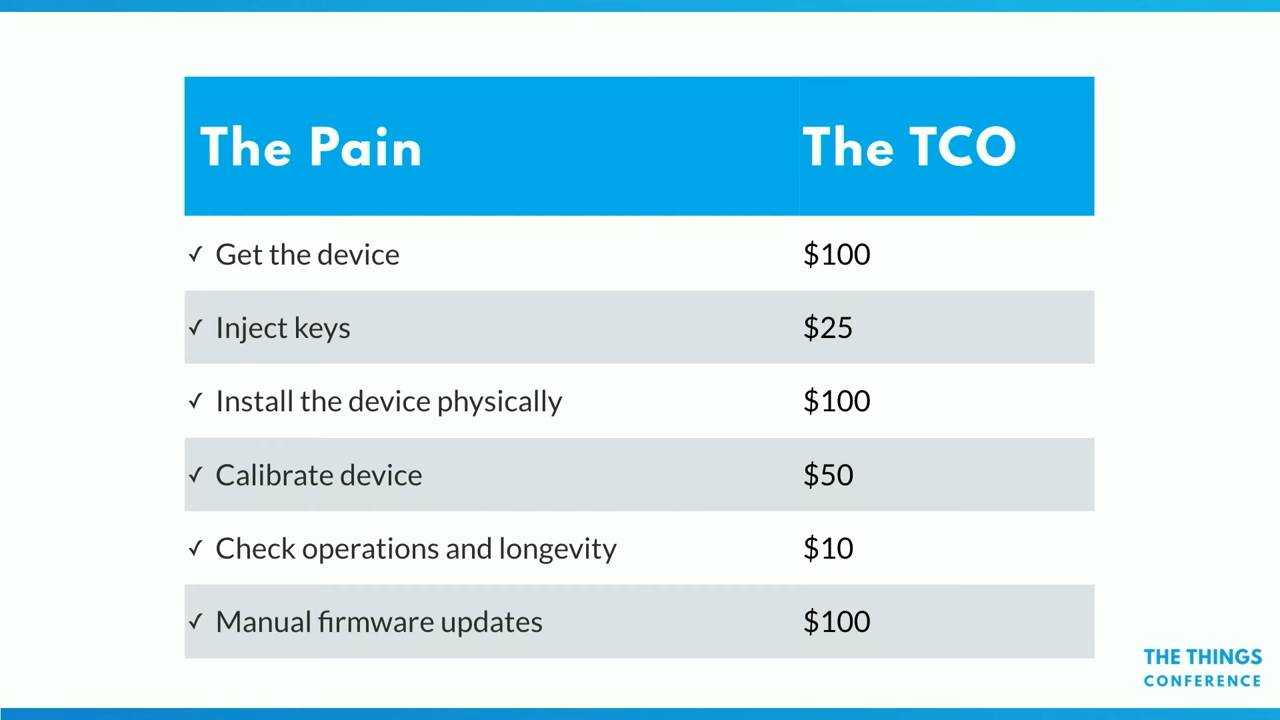 The Pain The TCO
✓ Get the device $100
✓ Inject keys $25
✓ Install the device physically $100
✓ Calibrate device $50
✓ Check operations and longevity $10
✓ Manual firmware updates $100
THE THINGS
CONFERENCE